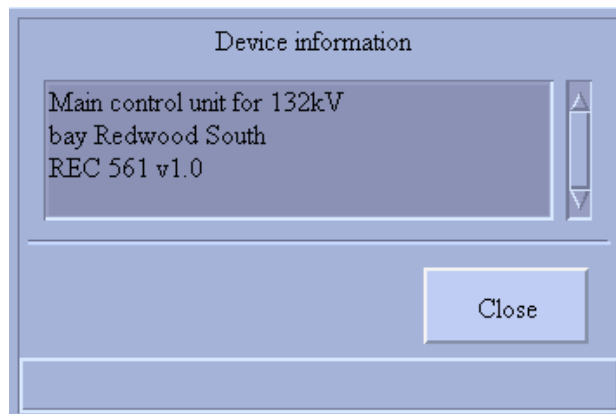 Device information
Main control unit for 132kV
bay Redwood South
REC 561 v1.0
Close